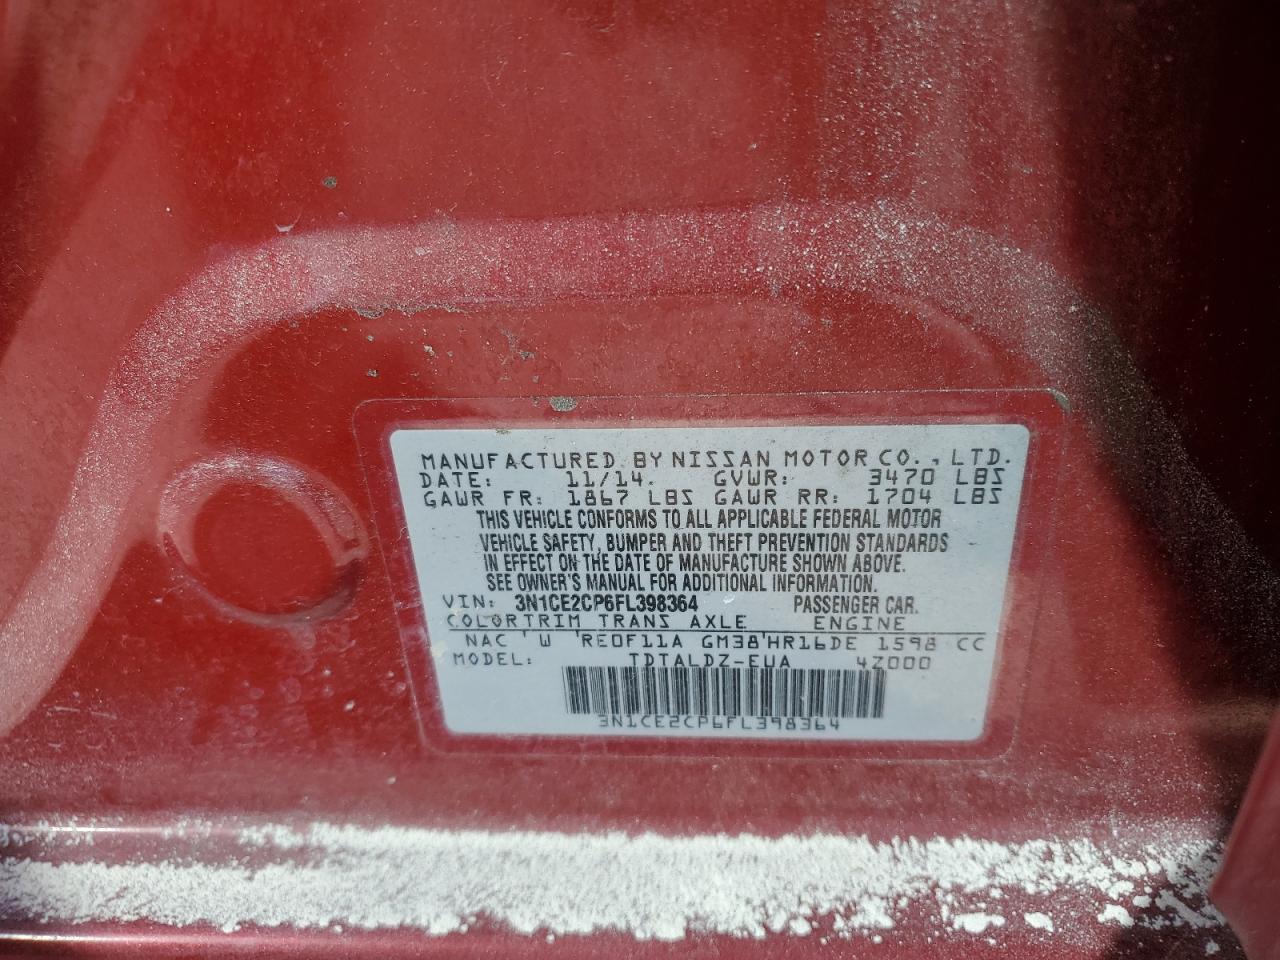 MANUFACTURED BY NISSAN MOTOR CO., LTD.
DATE: 11/14. GVWR: 3470 LBS
GAWR FR: 1867 LBS GAWR RR: 1704 LBS
THIS VEHICLE CONFORMS TO ALL APPLICABLE FEDERAL MOTOR
VEHICLE SAFETY, BUMPER AND THEFT PREVENTION STANDARDS
IN EFFECT ON THE DATE OF MANUFACTURE SHOWN ABOVE.
SEE OWNER'S MANUAL FOR ADDITIONAL INFORMATION.
VIN: 3N1CE2CP6FL398364 PASSENGER CAR.
COLOR TRIM TRANS AXLE ENGINE
NAC ' W 'RE0F11A GM38'HR16DE 1598 CC
MODEL: TDTALDZ-EUA 4Z000
3N1CE2CP6FL398364